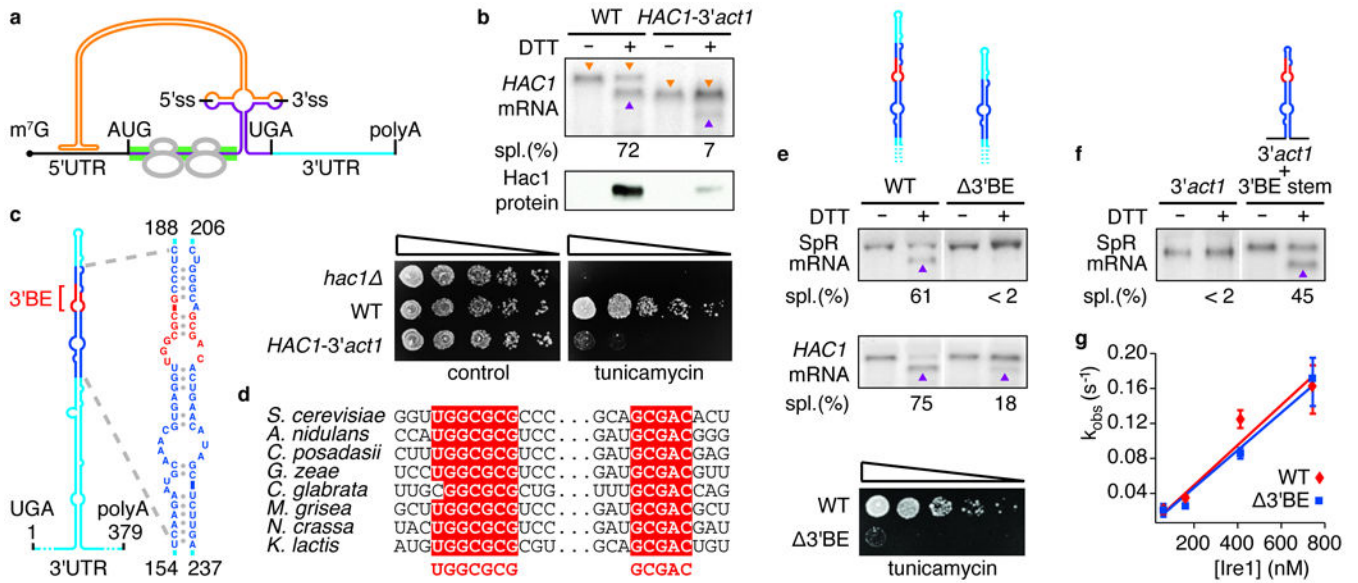 a
5'ss
3'ss
m⁷G
AUG
UGA
polyA
5'UTR
3'UTR
b
WT HAC1-3'act1
DTT − + − +
HAC1
mRNA
spl.(%) 72 7
Hac1
protein
hac1Δ
WT
HAC1-3'act1
control
tunicamycin
c
3'BE
188 206
154 237
UGA
1
polyA
379
3'UTR
d
S. cerevisiae GGUUGGCGCGCCC...GCAGCGACACU
A. nidulans CCAUGGCGCGUCC...GAUGCGACGGG
C. posadasii CUUUGGCGCGUCC...GAUGCGACGAG
G. zeae UCCUGGCGCGUCC...GAUGCGACGUU
C. glabrata UUGCGGCGCGCUG...UUUGCGACCAG
M. grisea GCUUGGCGCGUCC...GAUGCGACGAG
N. crassa UACUGGCGCGUCC...GAUGCGACGAU
K. lactis AUGUGGCGCGCGU...GCAGCGACUGU
UGGCGCG GCGAC
e
WT Δ3'BE
DTT − + − +
SpR
mRNA
spl.(%) 61 < 2
HAC1
mRNA
spl.(%) 75 18
WT
Δ3'BE
tunicamycin
f
3'act1
3'act1
+
3'BE stem
DTT − + − +
SpR
mRNA
spl.(%) < 2 45
g
kobs (s⁻¹)
0.20
0.16
0.12
0.08
0.04
WT
Δ3'BE
200 400 600 800
[Ire1] (nM)